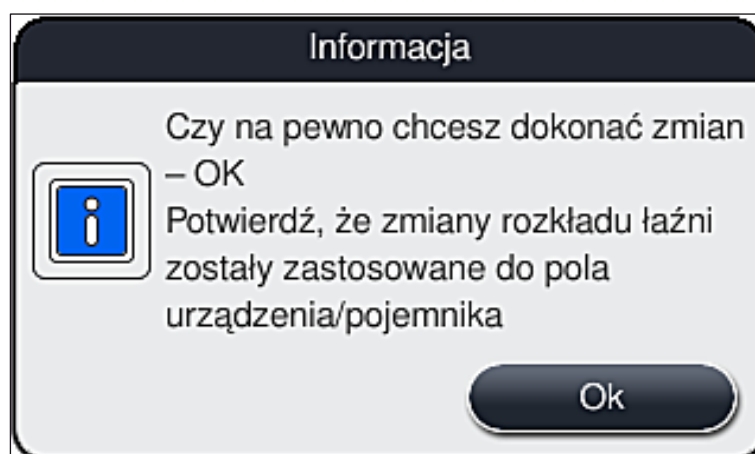 Informacja
Czy na pewno chcesz dokonać zmian
– OK
Potwierdź, że zmiany rozkładu łaźni
zostały zastosowane do pola
urządzenia/pojemnika
Ok